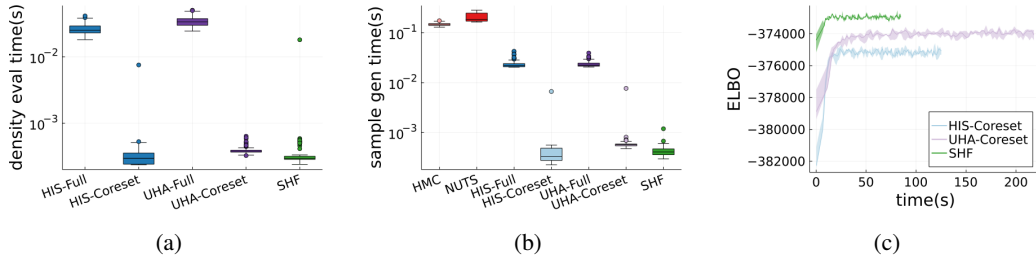 density eval time(s)
10⁻²
10⁻³
HIS-Full
HIS-Coreset
UHA-Full
UHA-Coreset
SHF
(a)
sample gen time(s)
10⁻¹
10⁻²
10⁻³
HMC
NUTS
HIS-Full
HIS-Coreset
UHA-Full
UHA-Coreset
SHF
(b)
ELBO
−374000
−376000
−378000
−380000
−382000
HIS-Coreset
UHA-Coreset
SHF
0 50 100 150 200
time(s)
(c)